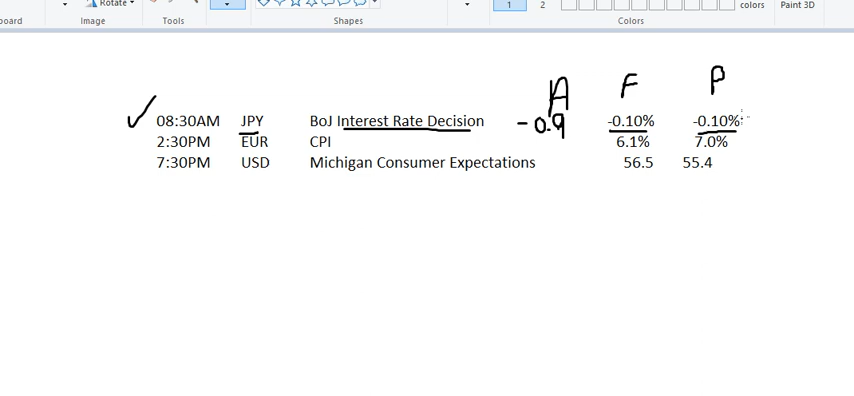 Rotate 1 2 colors Paint 3D
Image Tools Shapes Colors
A F P
08:30AM JPY BoJ Interest Rate Decision -0.9 -0.10% -0.10%
2:30PM EUR CPI 6.1% 7.0%
7:30PM USD Michigan Consumer Expectations 56.5 55.4